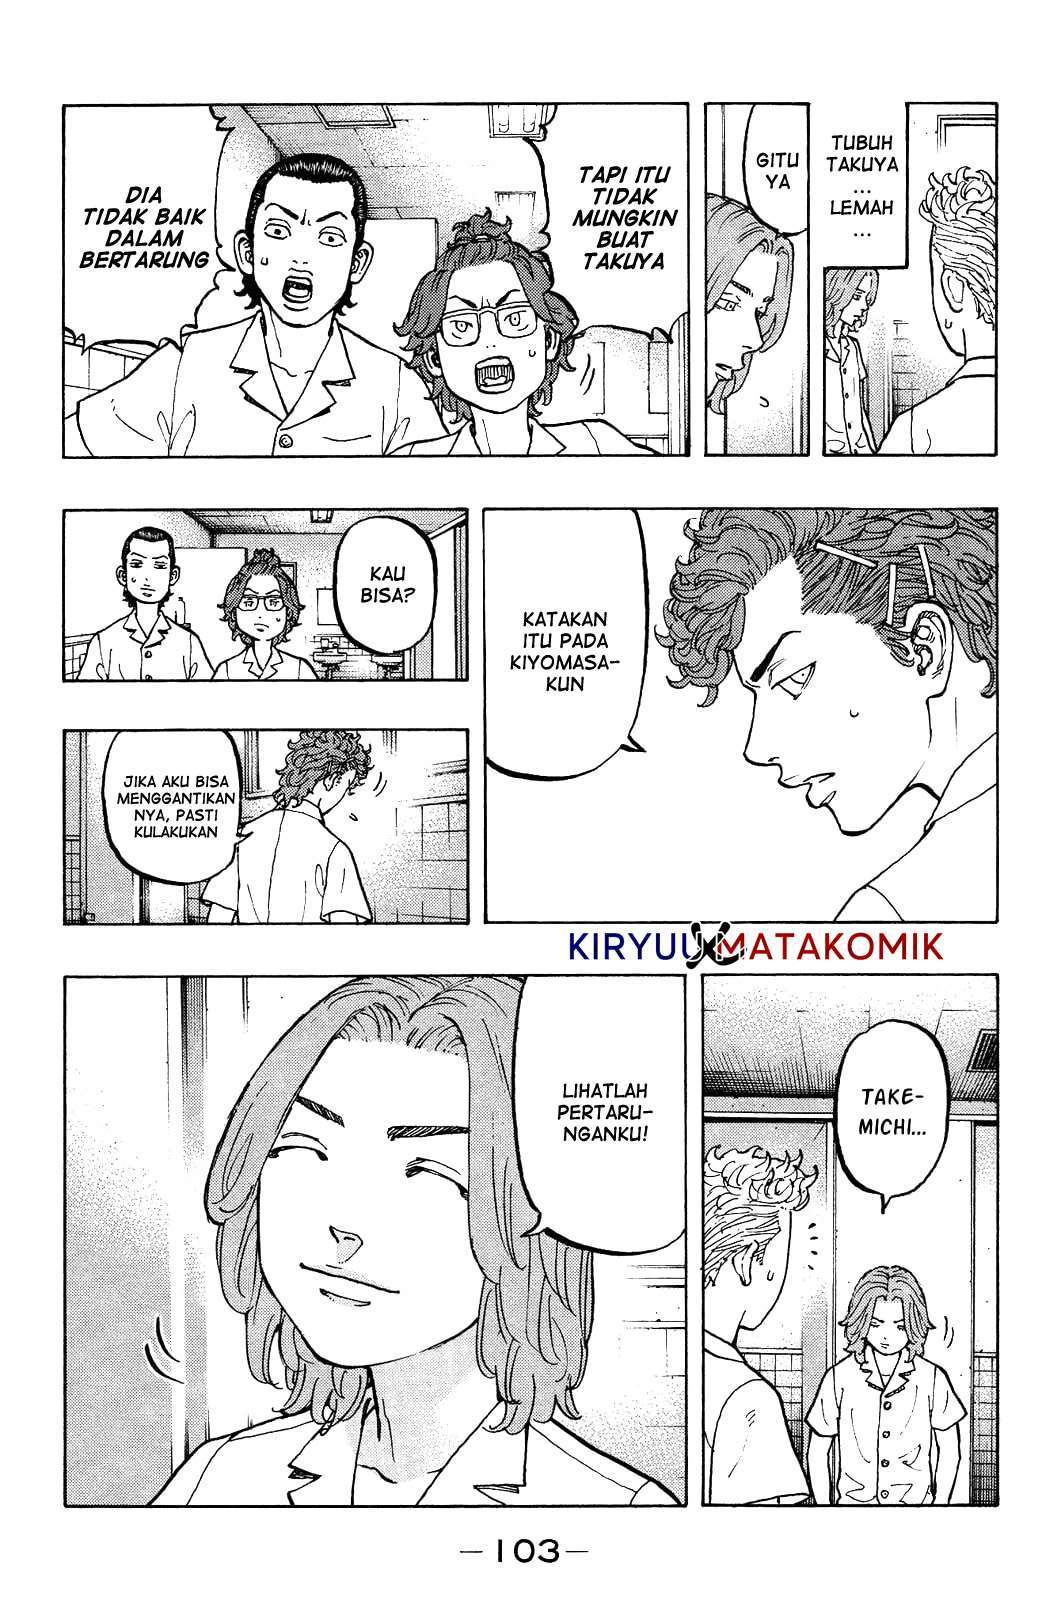 TUBUH
TAKUYA
...
LEMAH
...
GITU
YA
TAPI ITU
TIDAK
MUNGKIN
BUAT
TAKUYA
DIA
TIDAK BAIK
DALAM
BERTARUNG
KATAKAN
ITU PADA
KIYOMASA-
KUN
KAU
BISA?
JIKA AKU BISA
MENGGANTIKAN
NYA, PASTI
KULAKUKAN
KIRYUU X MATAKOMIK
TAKE-
MICHI...
LIHATLAH
PERTARU-
NGANKU!
—103—